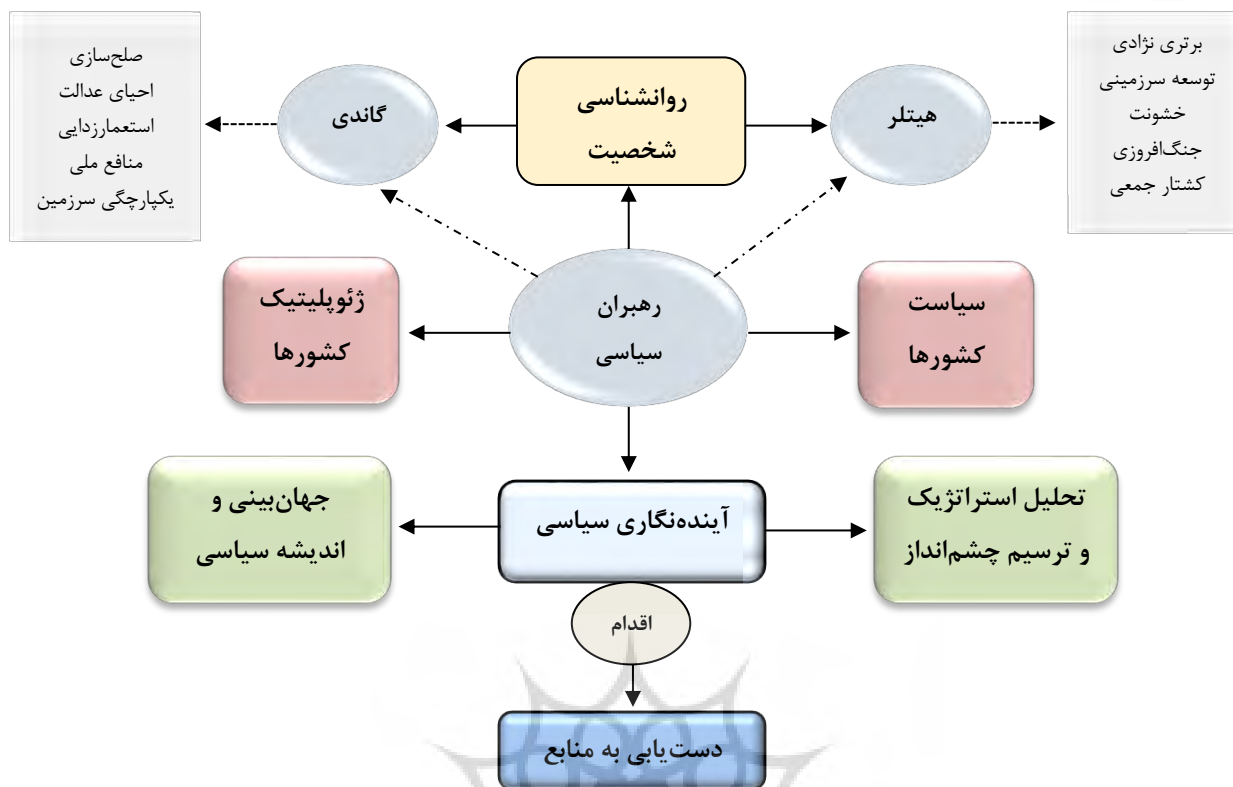 برتری نژادی
توسعه سرزمینی
خشونت
جنگ‌افروزی
کشتار جمعی
هیتلر
روانشناسی
شخصیت
گاندی
صلح‌سازی
احیای عدالت
استعمارزدایی
منافع ملی
یکپارچگی سرزمین
سیاست
کشورها
رهبران
سیاسی
ژئوپلیتیک
کشورها
تحلیل استراتژیک
و ترسیم چشم‌انداز
آینده‌نگاری سیاسی
جهان‌بینی و
اندیشه سیاسی
اقدام
دست‌یابی به منابع